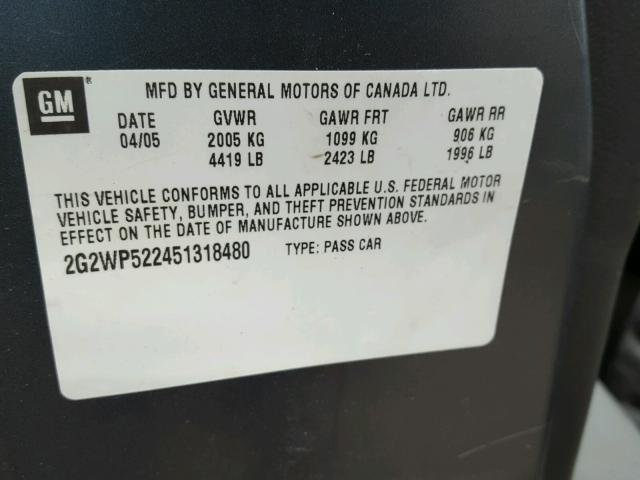 GM ® MFD BY GENERAL MOTORS OF CANADA LTD.
DATE GVWR GAWR FRT GAWR RR
04/05 2005 KG 1099 KG 906 KG
4419 LB 2423 LB 1996 LB
THIS VEHICLE CONFORMS TO ALL APPLICABLE U.S. FEDERAL MOTOR
VEHICLE SAFETY, BUMPER, AND THEFT PREVENTION STANDARDS IN
EFFECT ON THE DATE OF MANUFACTURE SHOWN ABOVE.
2G2WP522451318480 TYPE: PASS CAR